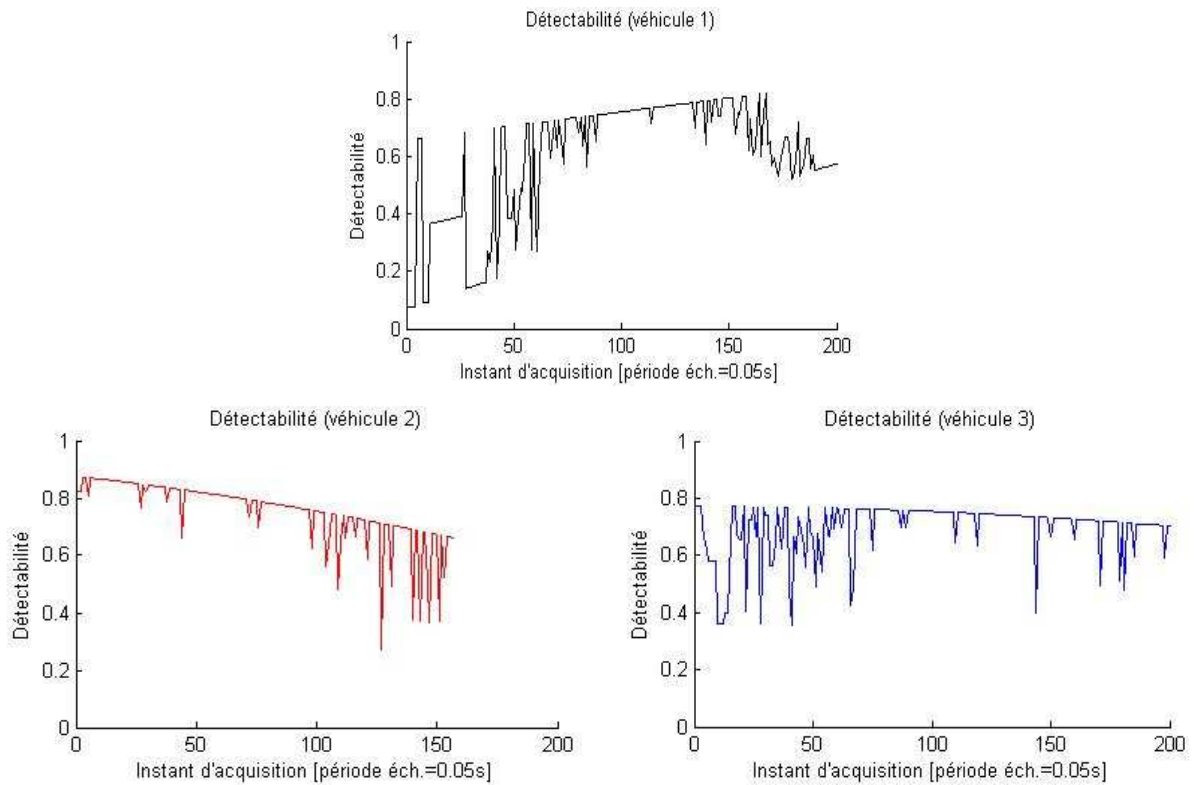 Détectabilité (véhicule 1)
Détectabilité
1
0.8
0.6
0.4
0.2
0
0 50 100 150 200
Instant d'acquisition [période éch.=0.05s]
Détectabilité (véhicule 2)
Détectabilité
1
0.8
0.6
0.4
0.2
0
0 50 100 150 200
Instant d'acquisition [période éch.=0.05s]
Détectabilité (véhicule 3)
Détectabilité
1
0.8
0.6
0.4
0.2
0
0 50 100 150 200
Instant d'acquisition [période éch.=0.05s]